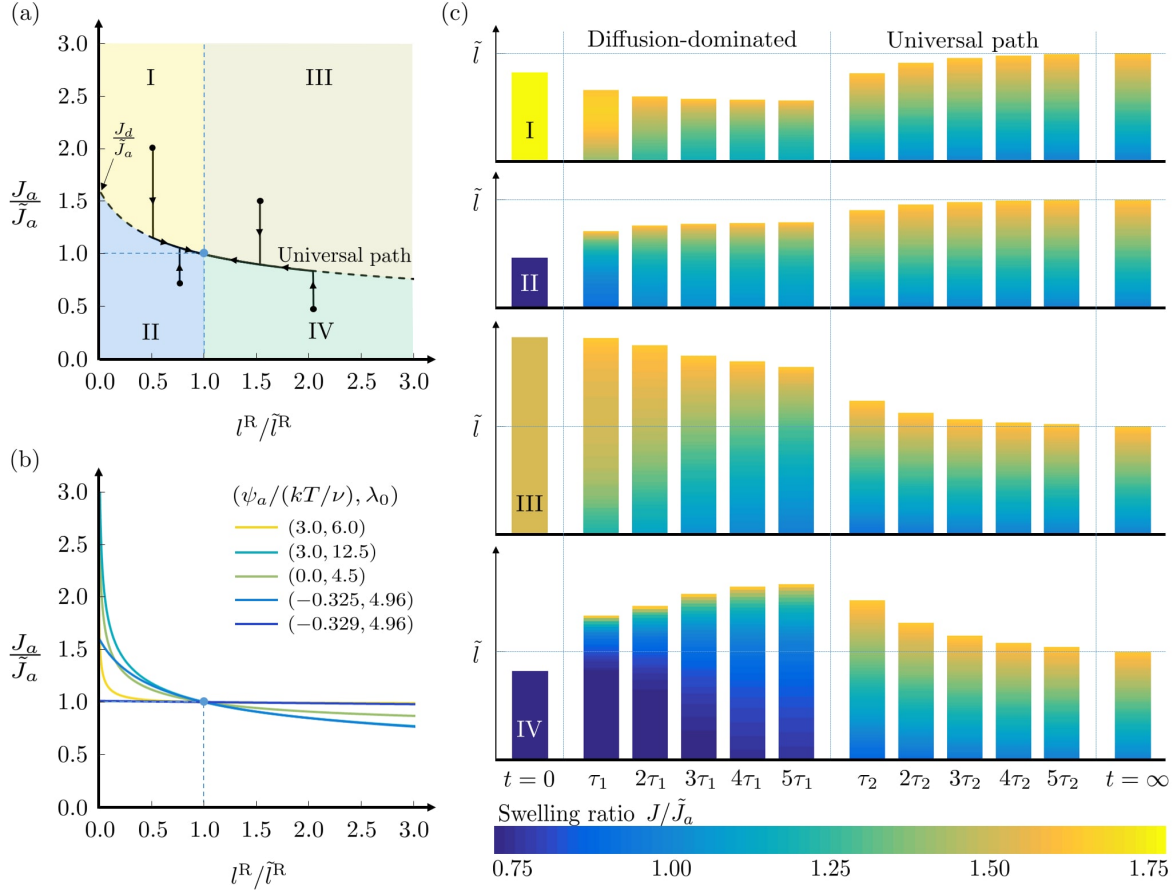 (a)
3.0
2.5
2.0
1.5
1.0
0.5
0.0
J_a/J̃_a
J_d/J̃_a
I
III
Universal path
II
IV
0.0 0.5 1.0 1.5 2.0 2.5 3.0
l^R/l̃^R
(b)
3.0
2.5
2.0
1.5
1.0
0.5
J_a/J̃_a
(ψ_a/(kT/ν), λ_0)
(3.0, 6.0)
(3.0, 12.5)
(0.0, 4.5)
(−0.325, 4.96)
(−0.329, 4.96)
0.0 0.5 1.0 1.5 2.0 2.5 3.0
l^R/l̃^R
(c)
Diffusion-dominated Universal path
l̃
I
l̃
II
l̃
III
l̃
IV
t = 0 τ_1 2τ_1 3τ_1 4τ_1 5τ_1 τ_2 2τ_2 3τ_2 4τ_2 5τ_2 t = ∞
Swelling ratio J/J̃_a
0.75 1.00 1.25 1.50 1.75